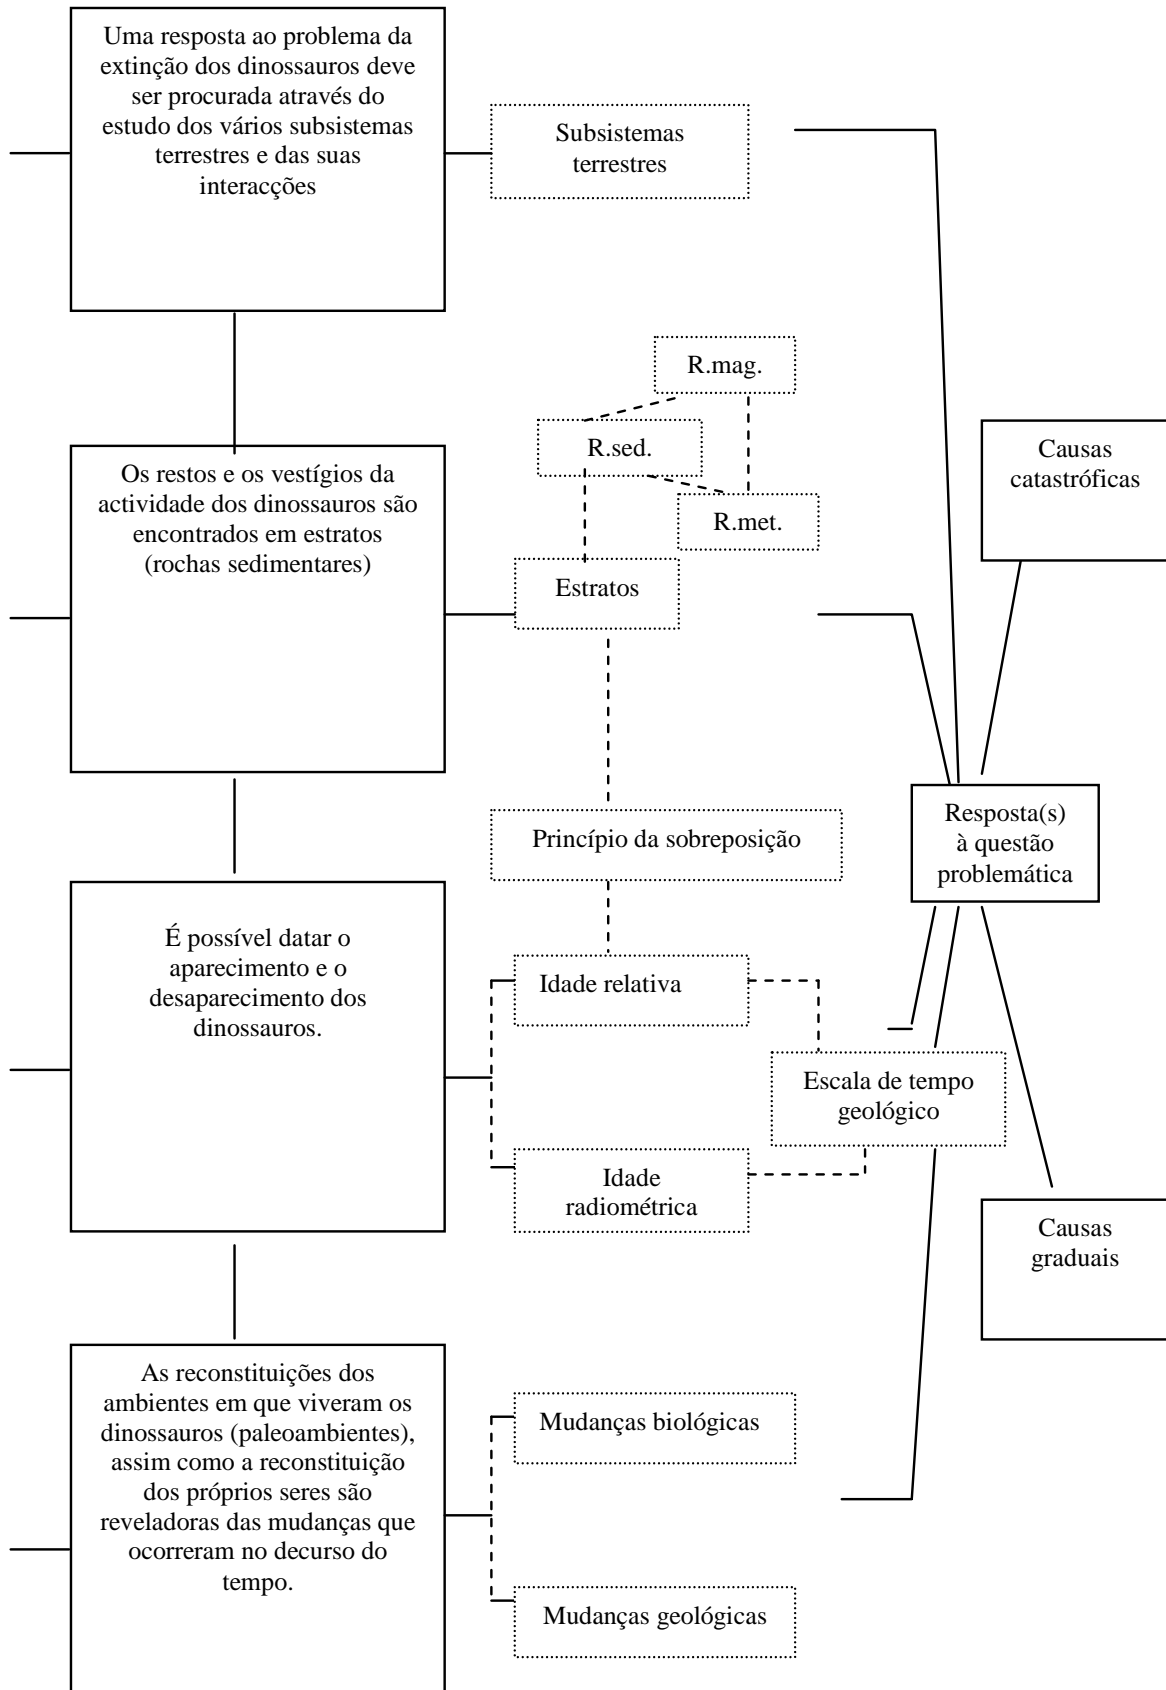 Uma resposta ao problema da
extinção dos dinossauros deve
ser procurada através do
estudo dos vários subsistemas
terrestres e das suas
interacções
Subsistemas
terrestres
R.mag.
R.sed.
R.met.
Os restos e os vestígios da
actividade dos dinossauros são
encontrados em estratos
(rochas sedimentares)
Estratos
Causas
catastróficas
Princípio da sobreposição
Resposta(s)
à questão
problemática
É possível datar o
aparecimento e o
desaparecimento dos
dinossauros.
Idade relativa
Escala de tempo
geológico
Idade
radiométrica
Causas
graduais
As reconstituições dos
ambientes em que viveram os
dinossauros (paleoambientes),
assim como a reconstituição
dos próprios seres são
reveladoras das mudanças que
ocorreram no decurso do
tempo.
Mudanças biológicas
Mudanças geológicas